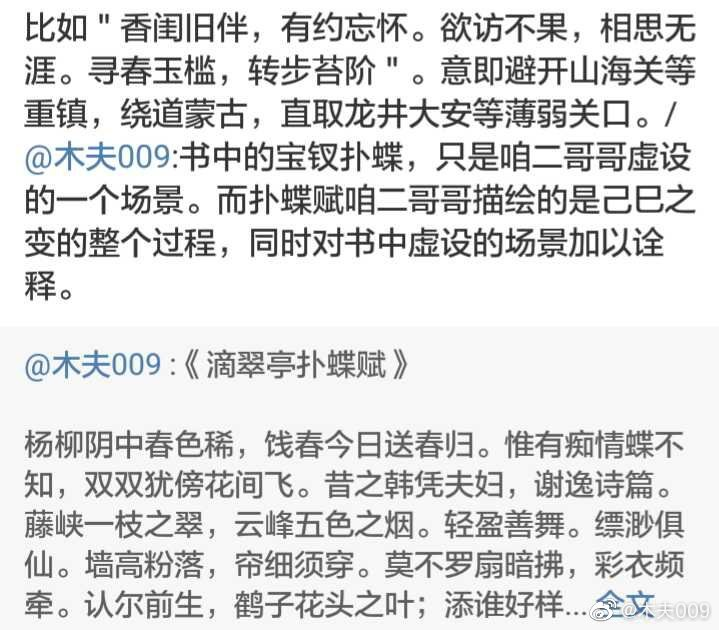 比如＂香闺旧伴，有约忘怀。欲访不果，相思无
涯。寻春玉槛，转步苔阶＂。意即避开山海关等
重镇，绕道蒙古，直取龙井大安等薄弱关口。/
@木夫009:书中的宝钗扑蝶，只是咱二哥哥虚设
的一个场景。而扑蝶赋咱二哥哥描绘的是己巳之
变的整个过程，同时对书中虚设的场景加以诠
释。
@木夫009 :《滴翠亭扑蝶赋》
杨柳阴中春色稀，饯春今日送春归。惟有痴情蝶不
知，双双犹傍花间飞。昔之韩凭夫妇，谢逸诗篇。
藤峡一枝之翠，云峰五色之烟。轻盈善舞。缥渺俱
仙。墙高粉落，帘细须穿。莫不罗扇暗拂，彩衣频
牵。认尔前生，鹤子花头之叶；添谁好样...全文
@木夫009